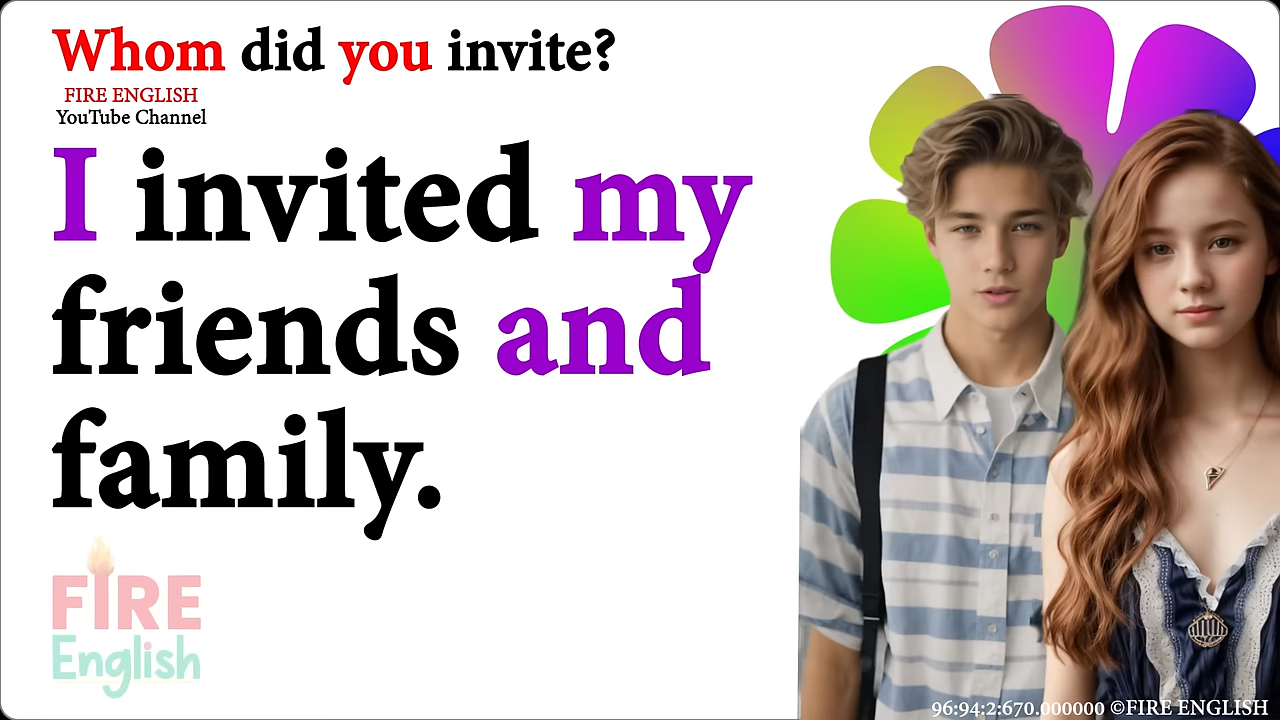 Whom did you invite?
FIRE ENGLISH
YouTube Channel
I invited my
friends and
family.
FIRE
English
96:94:2:670.000000 ©FIRE ENGLISH